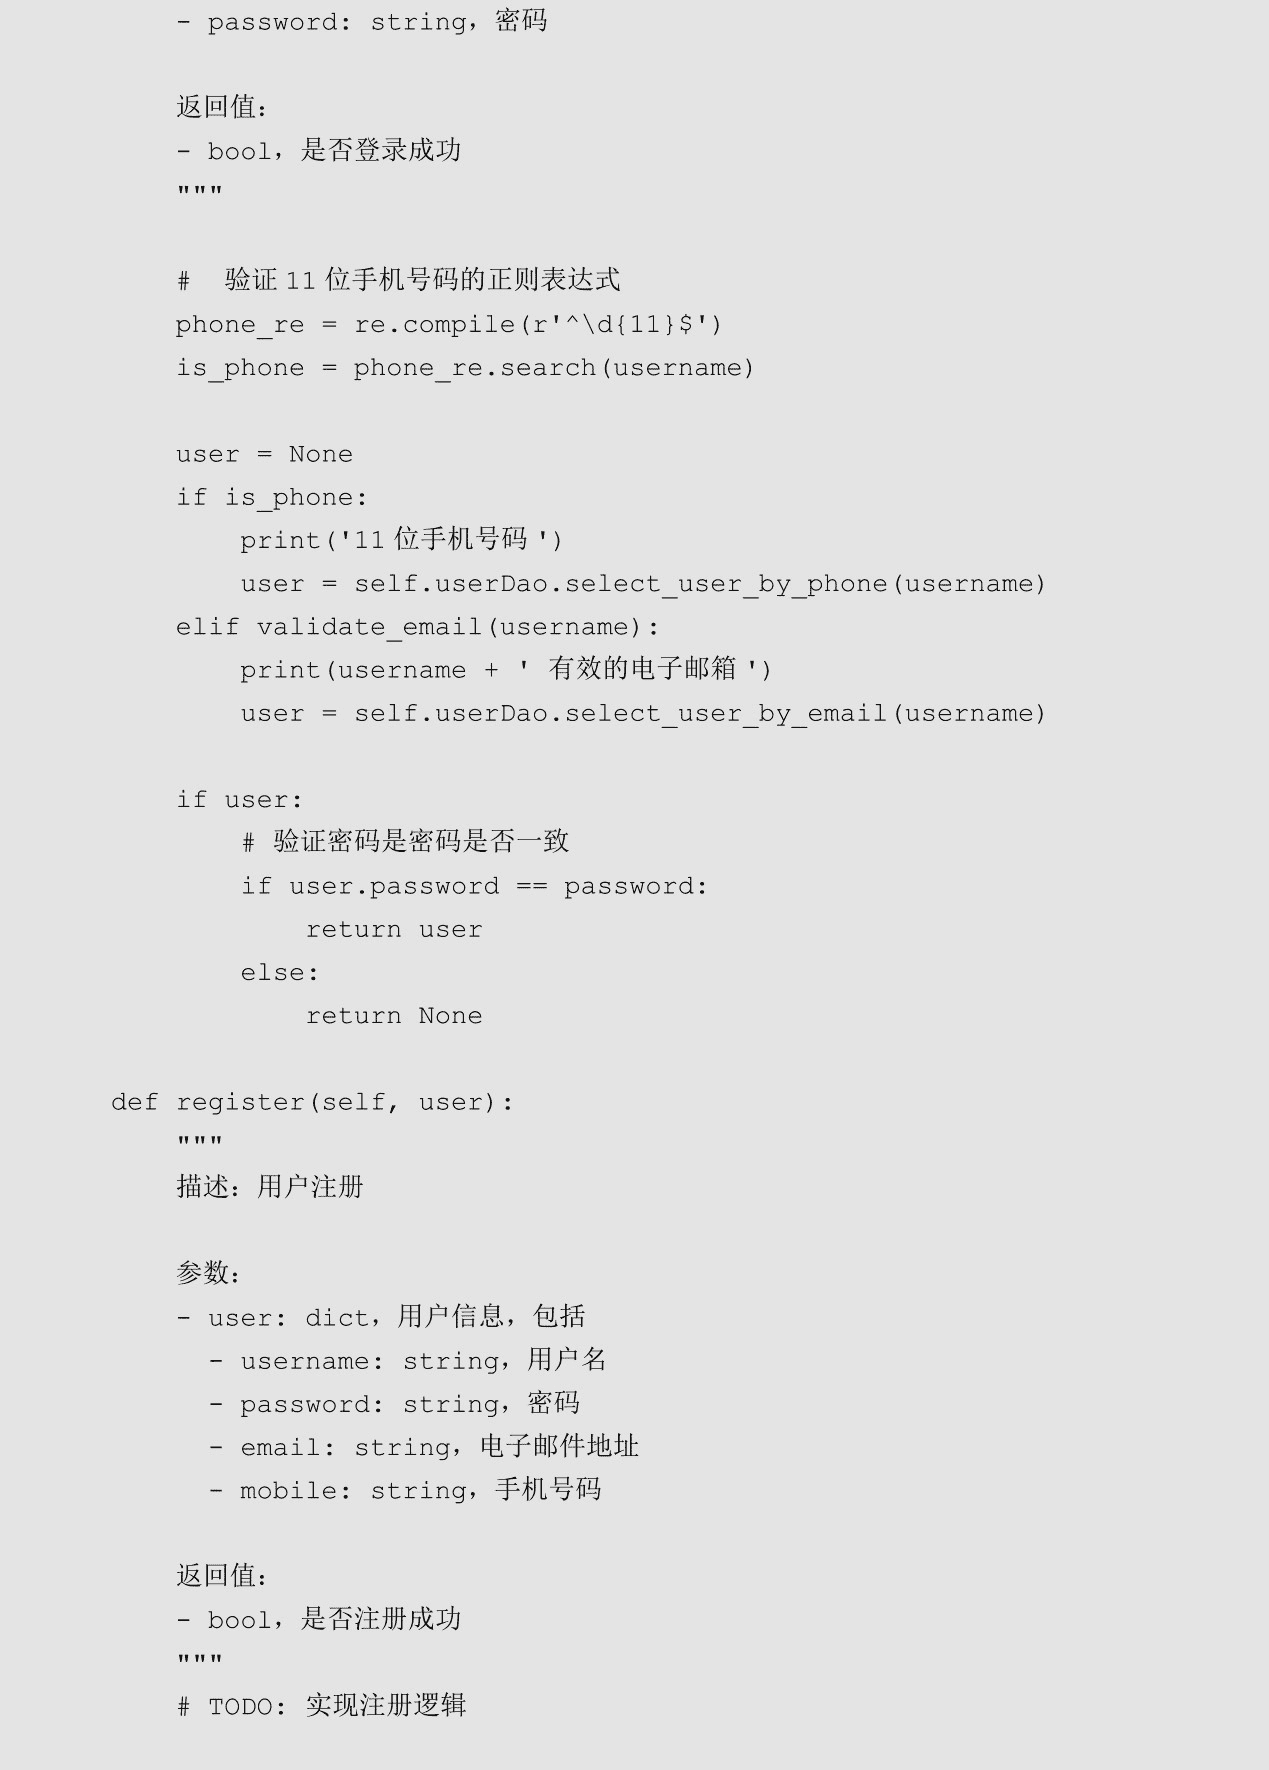 - password: string，密码
返回值：
- bool，是否登录成功
"""
#  验证 11 位手机号码的正则表达式
phone_re = re.compile(r'^\d{11}$')
is_phone = phone_re.search(username)
user = None
if is_phone:
    print('11 位手机号码 ')
    user = self.userDao.select_user_by_phone(username)
elif validate_email(username):
    print(username + ' 有效的电子邮箱 ')
    user = self.userDao.select_user_by_email(username)
if user:
    # 验证密码是密码是否一致
    if user.password == password:
        return user
    else:
        return None
def register(self, user):
"""
描述：用户注册
参数：
- user: dict，用户信息，包括
  - username: string，用户名
  - password: string，密码
  - email: string，电子邮件地址
  - mobile: string，手机号码
返回值：
- bool，是否注册成功
"""
# TODO: 实现注册逻辑